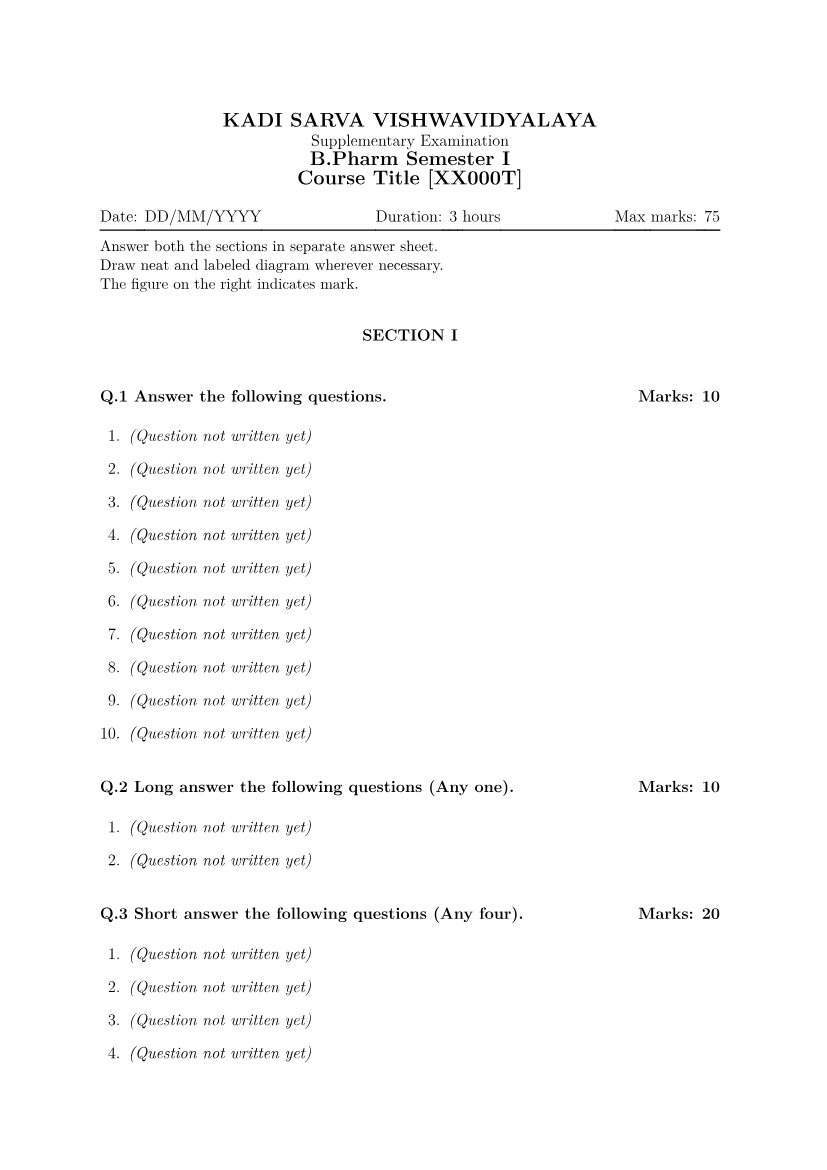 KADI SARVA VISHWAVIDYALAYA
Supplementary Examination
B.Pharm Semester I
Course Title [XX000T]
Date: DD/MM/YYYY Duration: 3 hours Max marks: 75
Answer both the sections in separate answer sheet.
Draw neat and labeled diagram wherever necessary.
The figure on the right indicates mark.
SECTION I
Q.1 Answer the following questions. Marks: 10
1. (Question not written yet)
2. (Question not written yet)
3. (Question not written yet)
4. (Question not written yet)
5. (Question not written yet)
6. (Question not written yet)
7. (Question not written yet)
8. (Question not written yet)
9. (Question not written yet)
10. (Question not written yet)
Q.2 Long answer the following questions (Any one). Marks: 10
1. (Question not written yet)
2. (Question not written yet)
Q.3 Short answer the following questions (Any four). Marks: 20
1. (Question not written yet)
2. (Question not written yet)
3. (Question not written yet)
4. (Question not written yet)